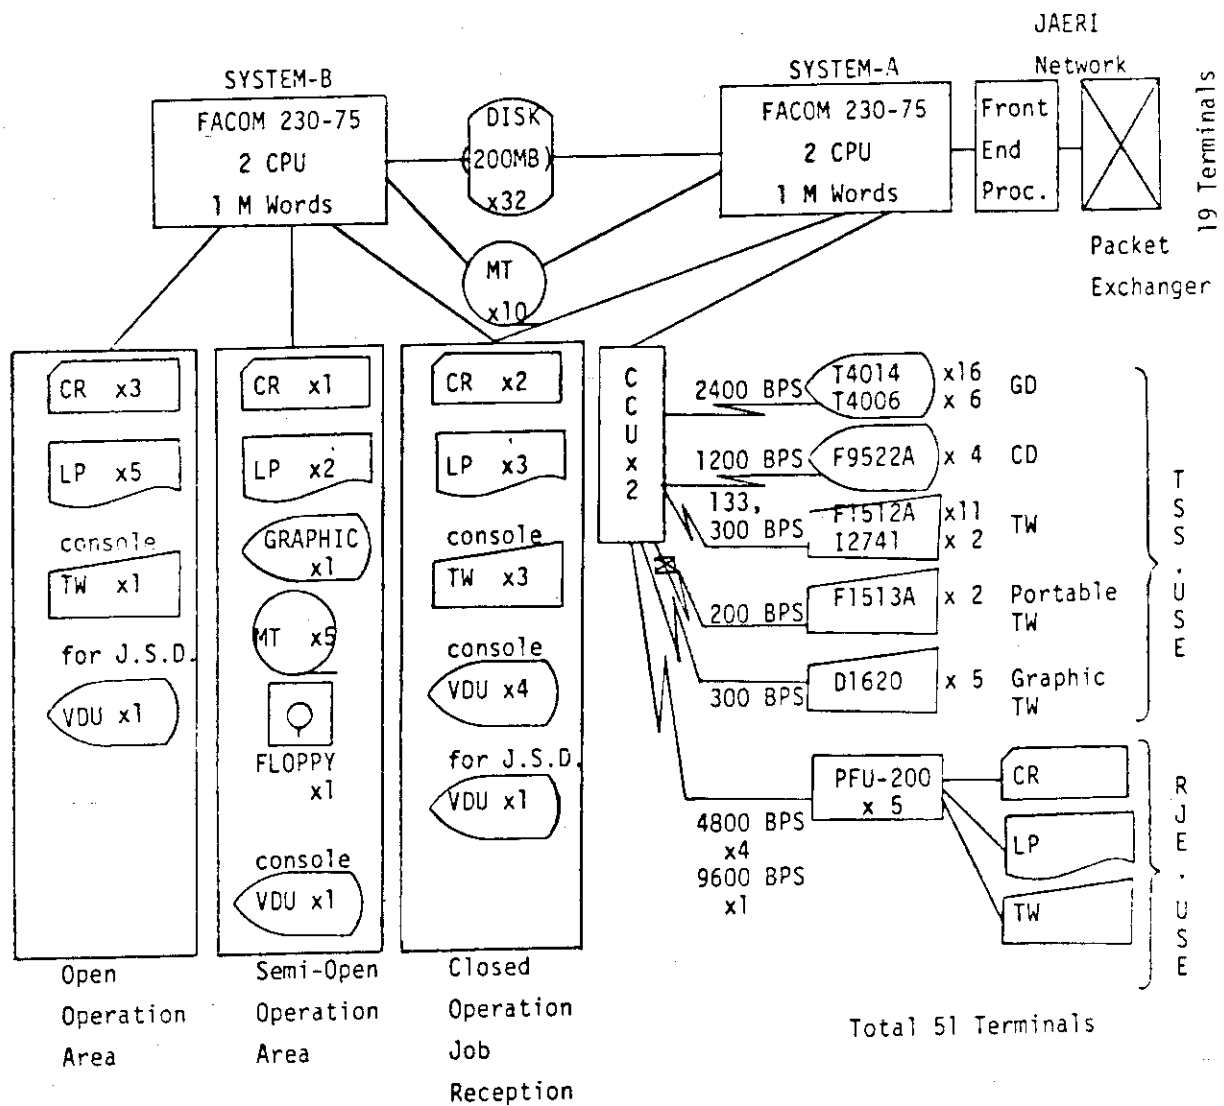 JAERI
Network
SYSTEM-B
FACOM 230-75
2 CPU
1 M Words
DISK
(200MB)
x32
MT
x10
SYSTEM-A
FACOM 230-75
2 CPU
1 M Words
Front
End
Proc.
19 Terminals
Packet
Exchanger
CR x3
LP x5
console
TW x1
for J.S.D.
VDU x1
Open
Operation
Area
CR x1
LP x2
GRAPHIC
x1
MT x5
FLOPPY
x1
console
VDU x1
Semi-Open
Operation
Area
CR x2
LP x3
console
TW x3
console
VDU x4
for J.S.D.
VDU x1
Closed
Operation
Job
Reception
CCU x2
2400 BPS
T4014 x16
T4006 x 6
GD
1200 BPS
F9522A x 4 CD
133,
300 BPS
F1512A x11
I2741 x 2
TW
200 BPS
F1513A x 2 Portable
TW
300 BPS
D1620 x 5 Graphic
TW
TSS.USE
4800 BPS
x4
9600 BPS
x1
PFU-200
x 5
CR
LP
TW
RJE.USE
Total 51 Terminals